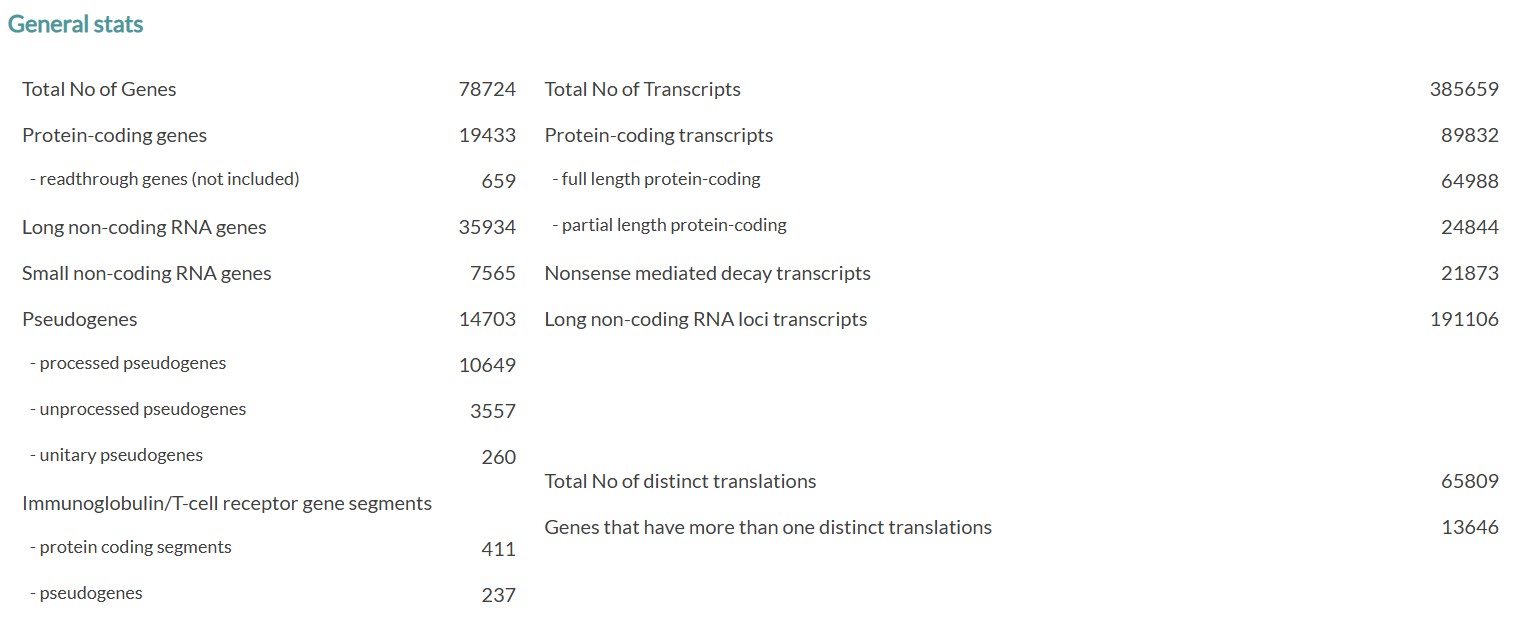 General stats
Total No of Genes 78724 Total No of Transcripts 385659
Protein-coding genes 19433 Protein-coding transcripts 89832
- readthrough genes (not included) 659 - full length protein-coding 64988
Long non-coding RNA genes 35934 - partial length protein-coding 24844
Small non-coding RNA genes 7565 Nonsense mediated decay transcripts 21873
Pseudogenes 14703 Long non-coding RNA loci transcripts 191106
- processed pseudogenes 10649
- unprocessed pseudogenes 3557
- unitary pseudogenes 260
Total No of distinct translations 65809
Immunoglobulin/T-cell receptor gene segments
Genes that have more than one distinct translations 13646
- protein coding segments 411
- pseudogenes 237